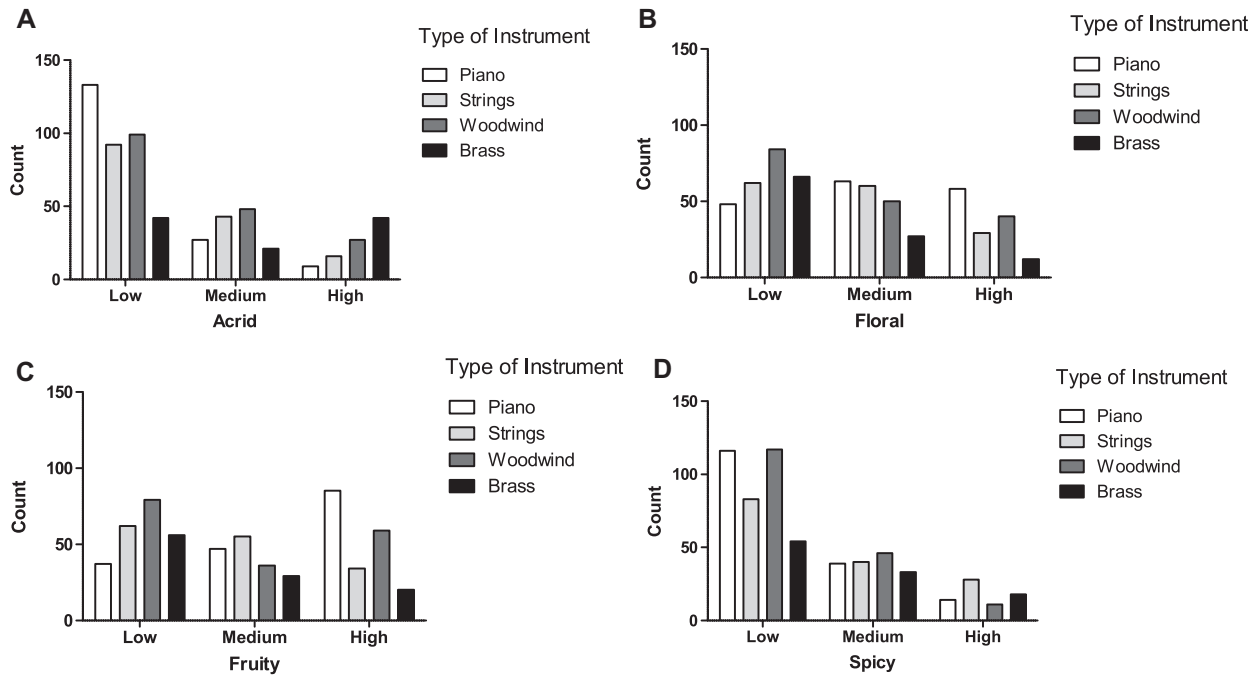 A
Type of Instrument
Piano
Strings
Woodwind
Brass
Count
150
100
50
0
Low Medium High
Acrid
B
Type of Instrument
Piano
Strings
Woodwind
Brass
Count
150
100
50
0
Low Medium High
Floral
C
Type of Instrument
Piano
Strings
Woodwind
Brass
Count
150
100
50
0
Low Medium High
Fruity
D
Type of Instrument
Piano
Strings
Woodwind
Brass
Count
150
100
50
0
Low Medium High
Spicy